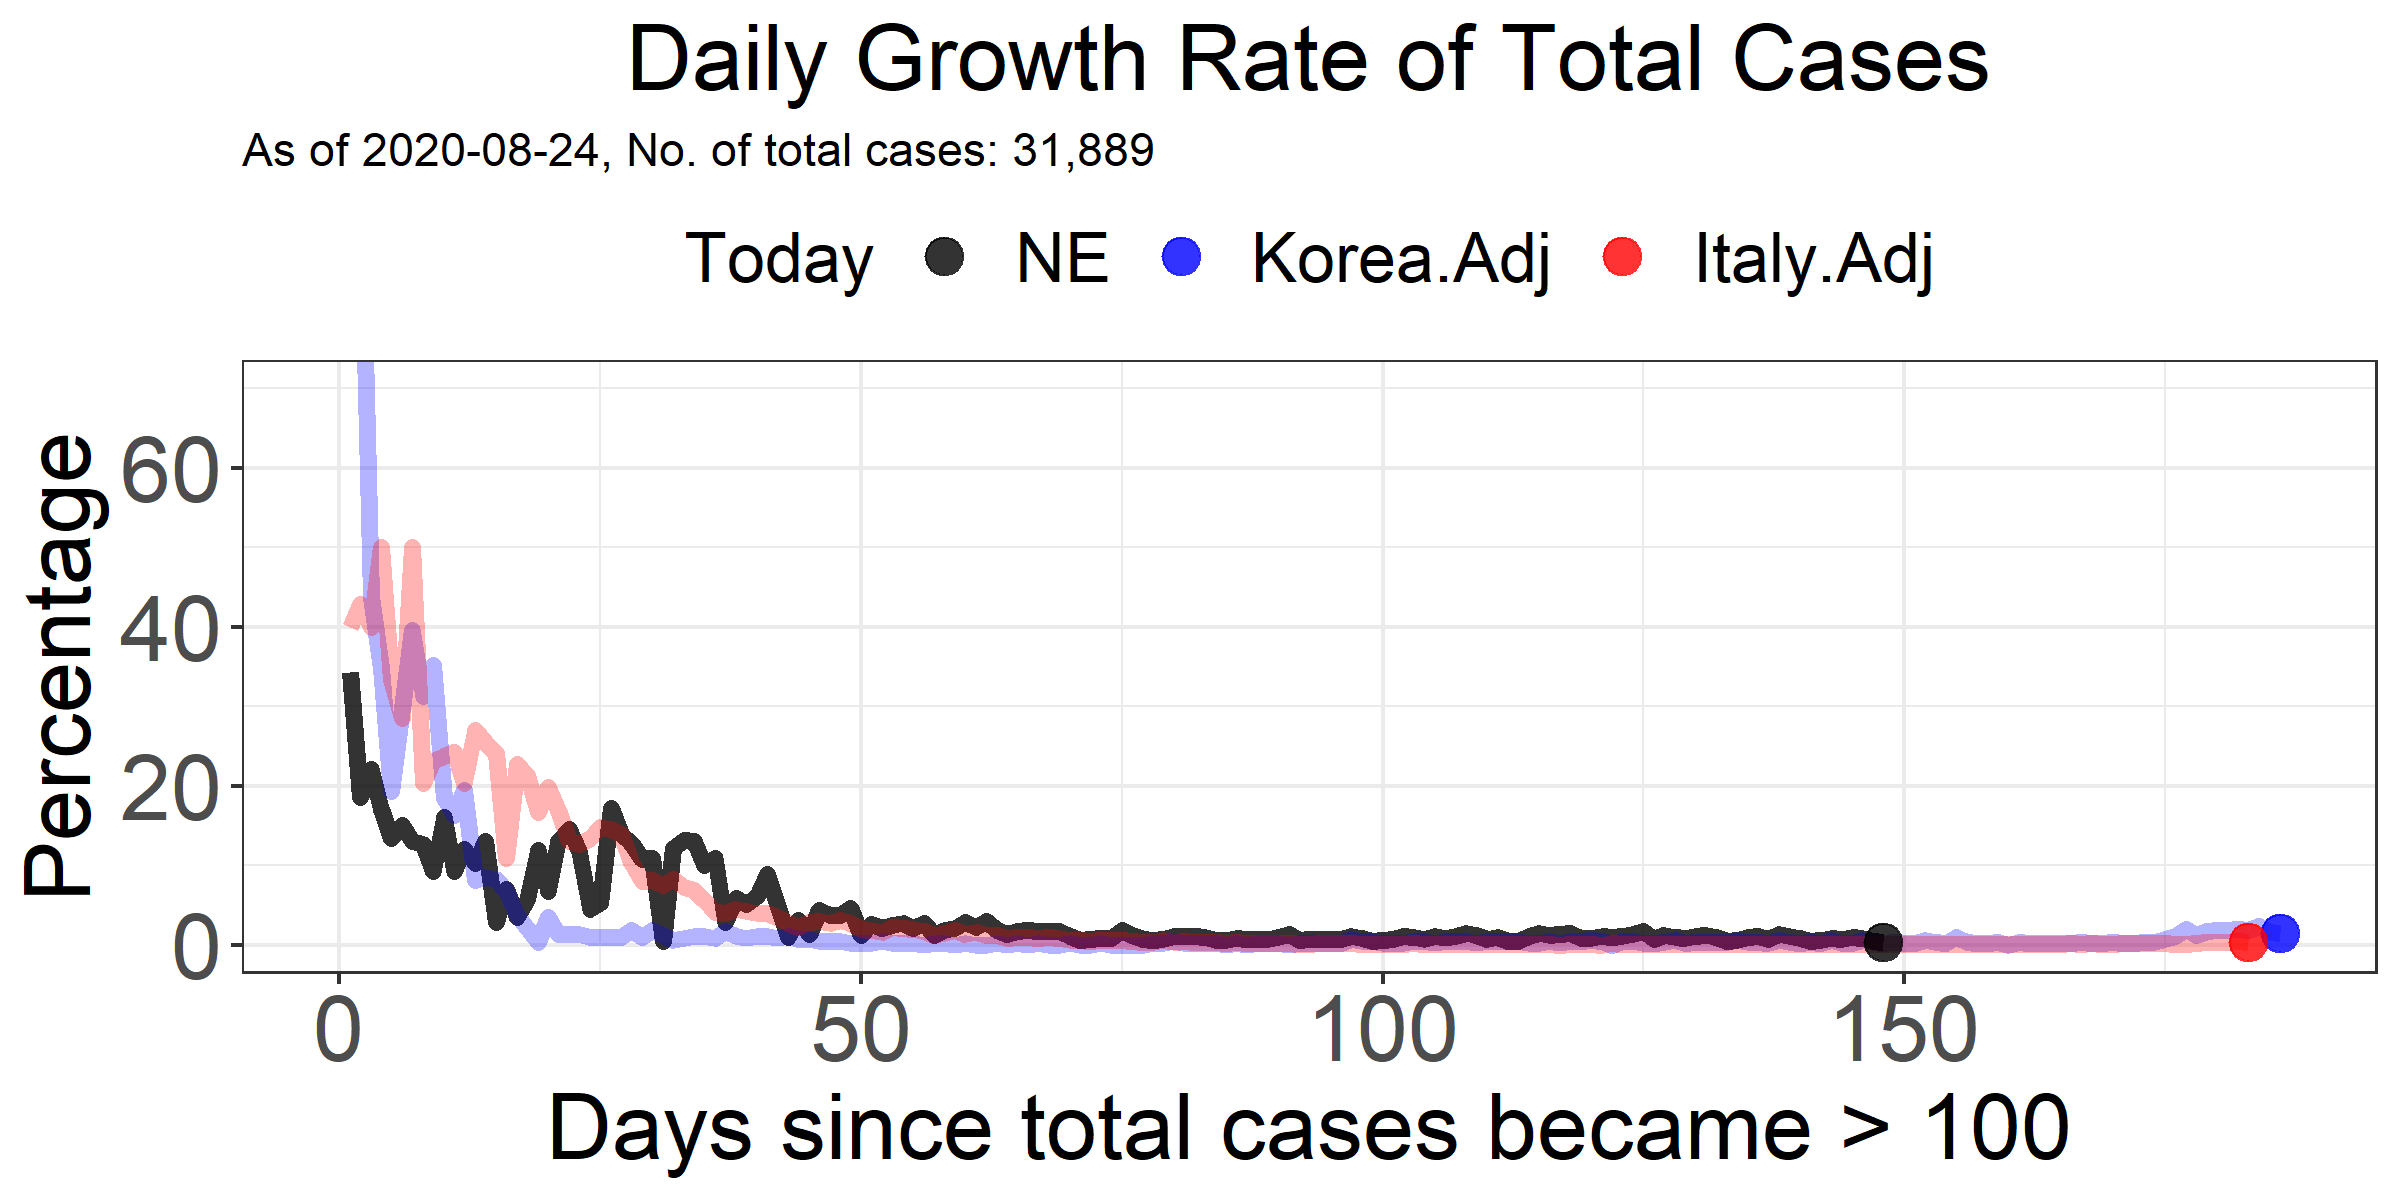 Daily Growth Rate of Total Cases
As of 2020-08-24, No. of total cases: 31,889
Today NE Korea.Adj Italy.Adj
Percentage
60
40
20
0
0 50 100 150
Days since total cases became > 100